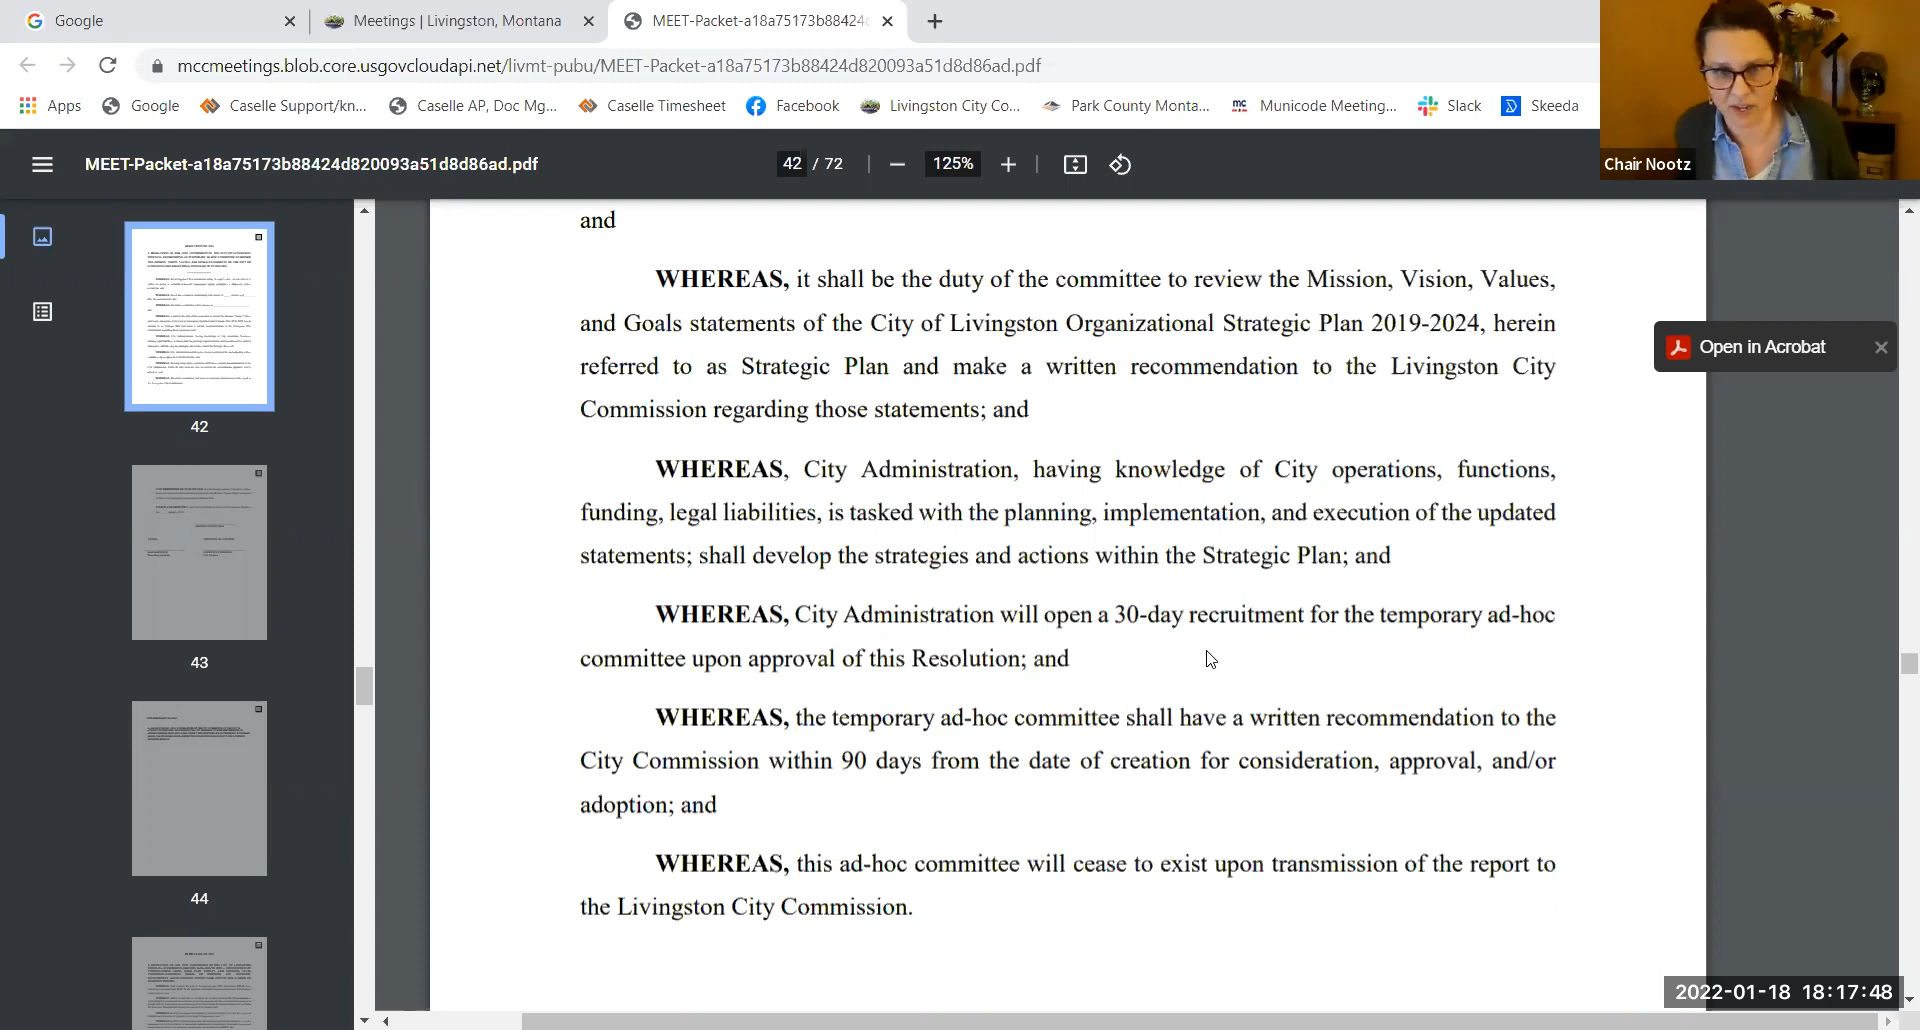 Google
Meetings | Livingston, Montana
MEET-Packet-a18a75173b88424
mccmeetings.blob.core.usgovcloudapi.net/livmt-pubu/MEET-Packet-a18a75173b88424d820093a51d8d86ad.pdf
Apps Google Caselle Support/kn... Caselle AP, Doc Mg... Caselle Timesheet Facebook Livingston City Co... Park County Monta... mc Municode Meeting... Slack Skeeda
MEET-Packet-a18a75173b88424d820093a51d8d86ad.pdf
42 / 72
125%
Chair Nootz
Open in Acrobat
42
43
44
and
WHEREAS, it shall be the duty of the committee to review the Mission, Vision, Values,
and Goals statements of the City of Livingston Organizational Strategic Plan 2019-2024, herein
referred to as Strategic Plan and make a written recommendation to the Livingston City
Commission regarding those statements; and
WHEREAS, City Administration, having knowledge of City operations, functions,
funding, legal liabilities, is tasked with the planning, implementation, and execution of the updated
statements; shall develop the strategies and actions within the Strategic Plan; and
WHEREAS, City Administration will open a 30-day recruitment for the temporary ad-hoc
committee upon approval of this Resolution; and
WHEREAS, the temporary ad-hoc committee shall have a written recommendation to the
City Commission within 90 days from the date of creation for consideration, approval, and/or
adoption; and
WHEREAS, this ad-hoc committee will cease to exist upon transmission of the report to
the Livingston City Commission.
2022-01-18 18:17:48